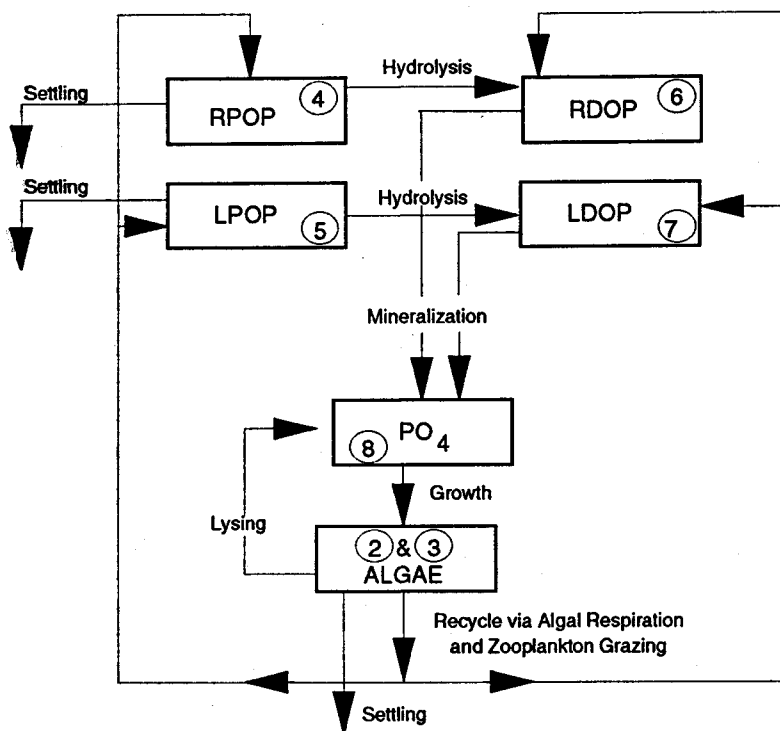 Hydrolysis
Settling
4
RPOP
6
RDOP
Settling
LPOP
5
Hydrolysis
LDOP
7
Mineralization
PO4
8
Growth
Lysing
2 & 3
ALGAE
Recycle via Algal Respiration
and Zooplankton Grazing
Settling